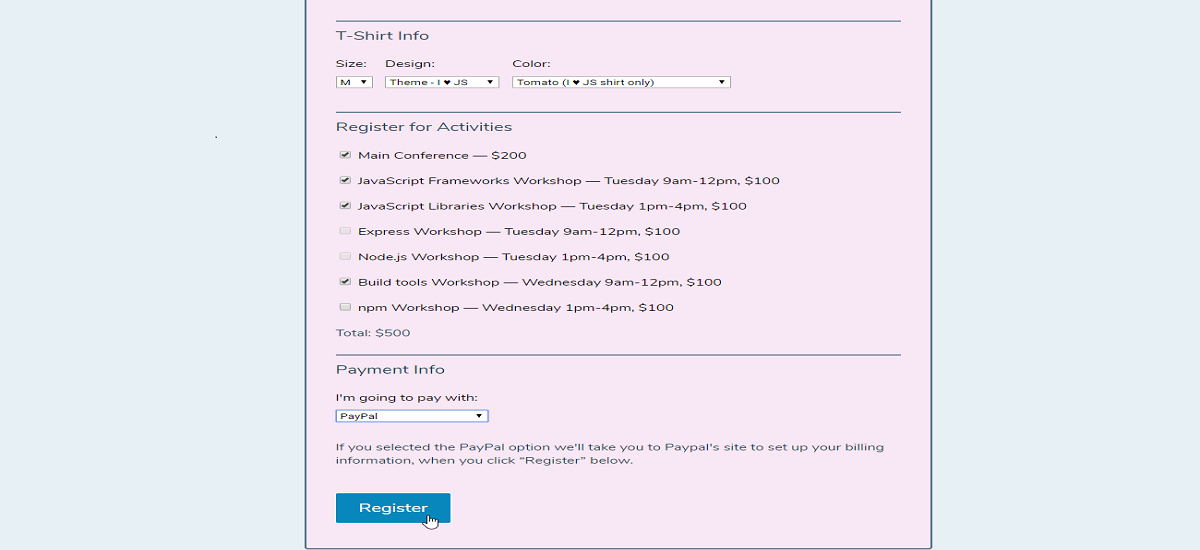 T-Shirt Info
Size: Design: Color:
M Theme - I ♥ JS Tomato (I ♥ JS shirt only)
Register for Activities
Main Conference — $200
JavaScript Frameworks Workshop — Tuesday 9am-12pm, $100
JavaScript Libraries Workshop — Tuesday 1pm-4pm, $100
Express Workshop — Tuesday 9am-12pm, $100
Node.js Workshop — Tuesday 1pm-4pm, $100
Build tools Workshop — Wednesday 9am-12pm, $100
npm Workshop — Wednesday 1pm-4pm, $100
Total: $500
Payment Info
I'm going to pay with:
PayPal
If you selected the PayPal option we'll take you to Paypal's site to set up your billing
information, when you click “Register” below.
Register